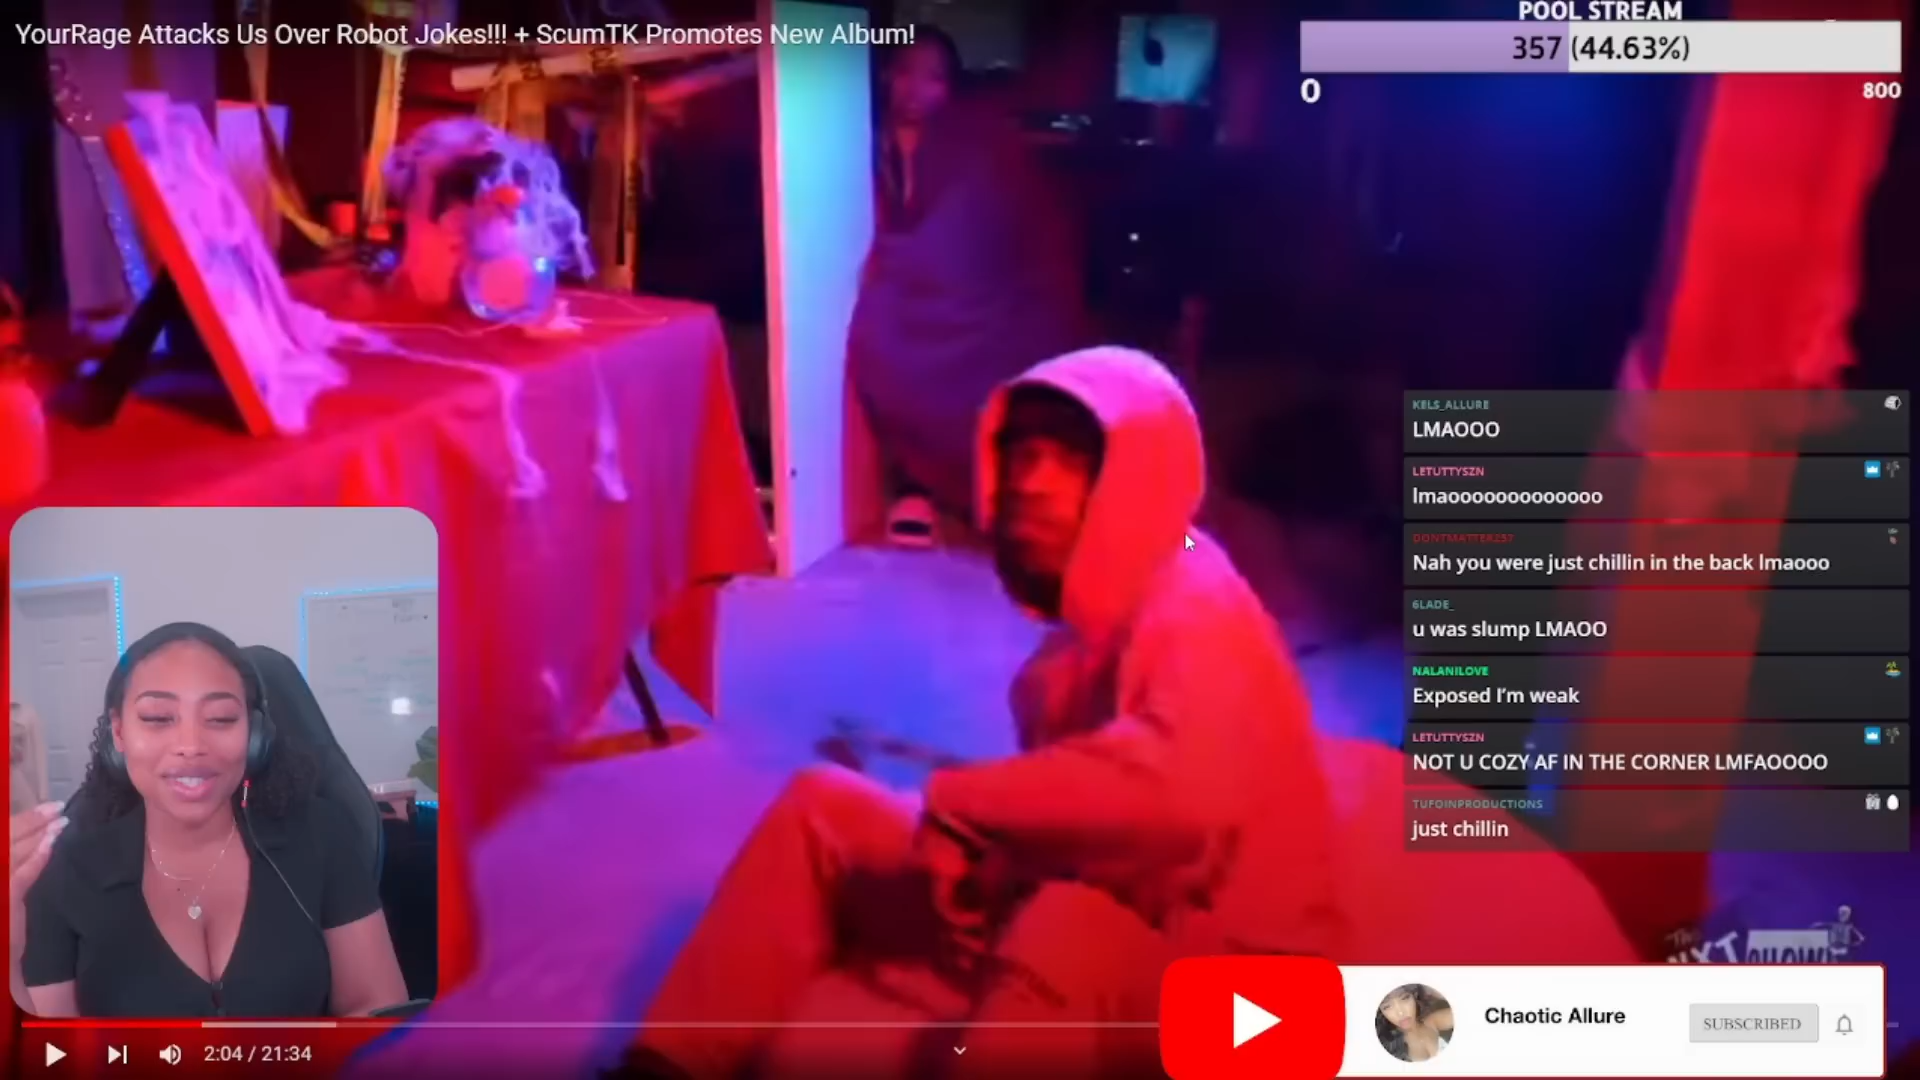 YourRage Attacks Us Over Robot Jokes!!! + ScumTK Promotes New Album!
POOL STREAM
357 (44.63%)
0
800
KELS_ALLURE
LMAOOO
LETUTTYSZN
lmaooooooooooooo
DONTMATTER257
Nah you were just chillin in the back lmaooo
6LADE_
u was slump LMAOO
NALANILOVE
Exposed I'm weak
LETUTTYSZN
NOT U COZY AF IN THE CORNER LMFAOOOO
TUFOINPRODUCTIONS
just chillin
Chaotic Allure
SUBSCRIBED
2:04 / 21:34